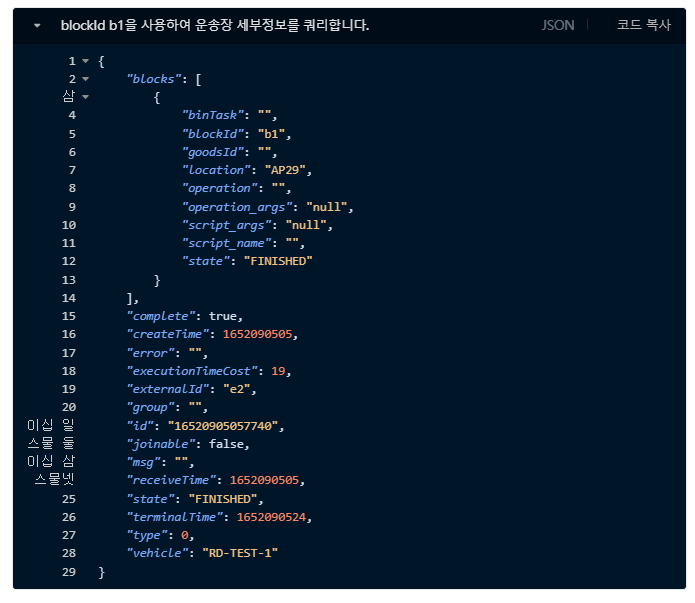 blockId b1을 사용하여 운송장 세부정보를 쿼리합니다. JSON 코드 복사
1 {
2 "blocks": [
삼 {
4 "binTask": "",
5 "blockId": "b1",
6 "goodsId": "",
7 "location": "AP29",
8 "operation": "",
9 "operation_args": "null",
10 "script_args": "null",
11 "script_name": "",
12 "state": "FINISHED"
13 }
14 ],
15 "complete": true,
16 "createTime": 1652090505,
17 "error": "",
18 "executionTimeCost": 19,
19 "externalId": "e2",
20 "group": "",
이십 일 "id": "16520905057740",
스물 둘 "joinable": false,
이십 삼 "msg": "",
스물넷 "receiveTime": 1652090505,
25 "state": "FINISHED",
26 "terminalTime": 1652090524,
27 "type": 0,
28 "vehicle": "RD-TEST-1"
29 }